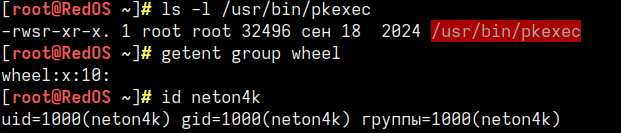 [root@RedOS ~]# ls -l /usr/bin/pkexec
-rwsr-xr-x. 1 root root 32496 сен 18  2024 /usr/bin/pkexec
[root@RedOS ~]# getent group wheel
wheel:x:10:
[root@RedOS ~]# id neton4k
uid=1000(neton4k) gid=1000(neton4k) группы=1000(neton4k)